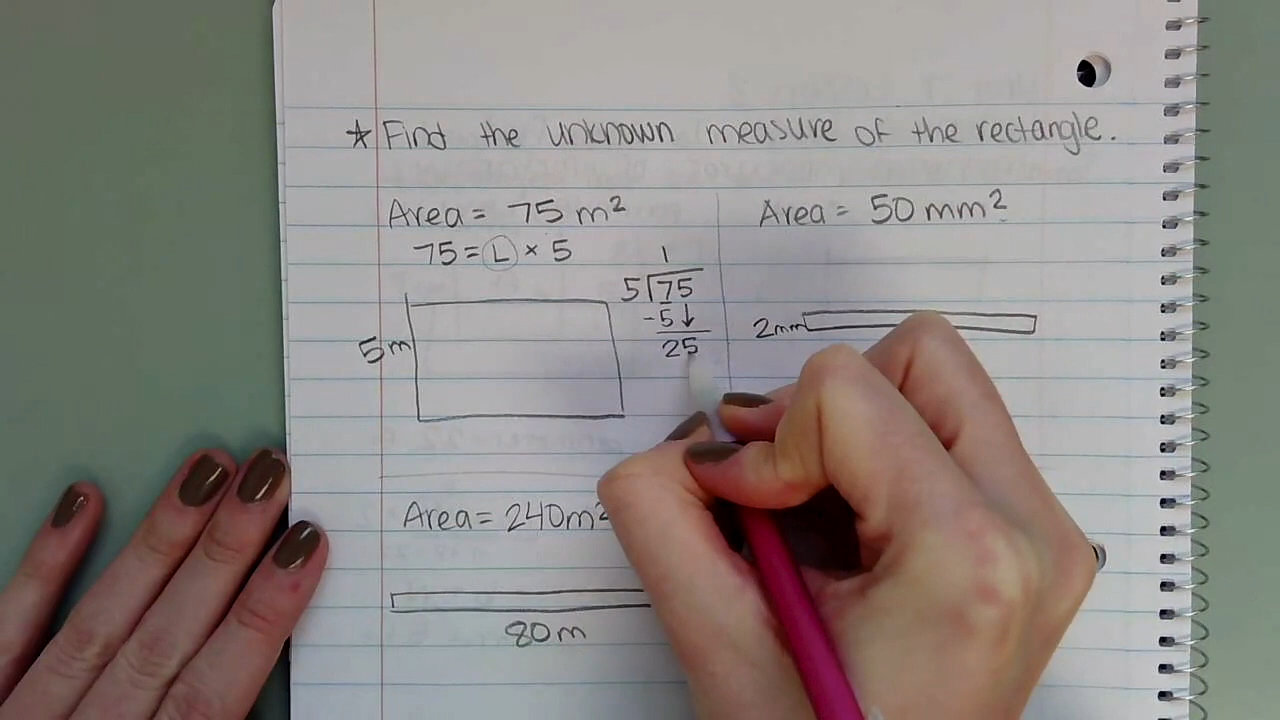 * Find the unknown measure of the rectangle.
Area = 75 m²
75 = L × 5
5m
1
5 75
-5↓
25
Area = 50 mm²
2mm
Area = 240m²
80m